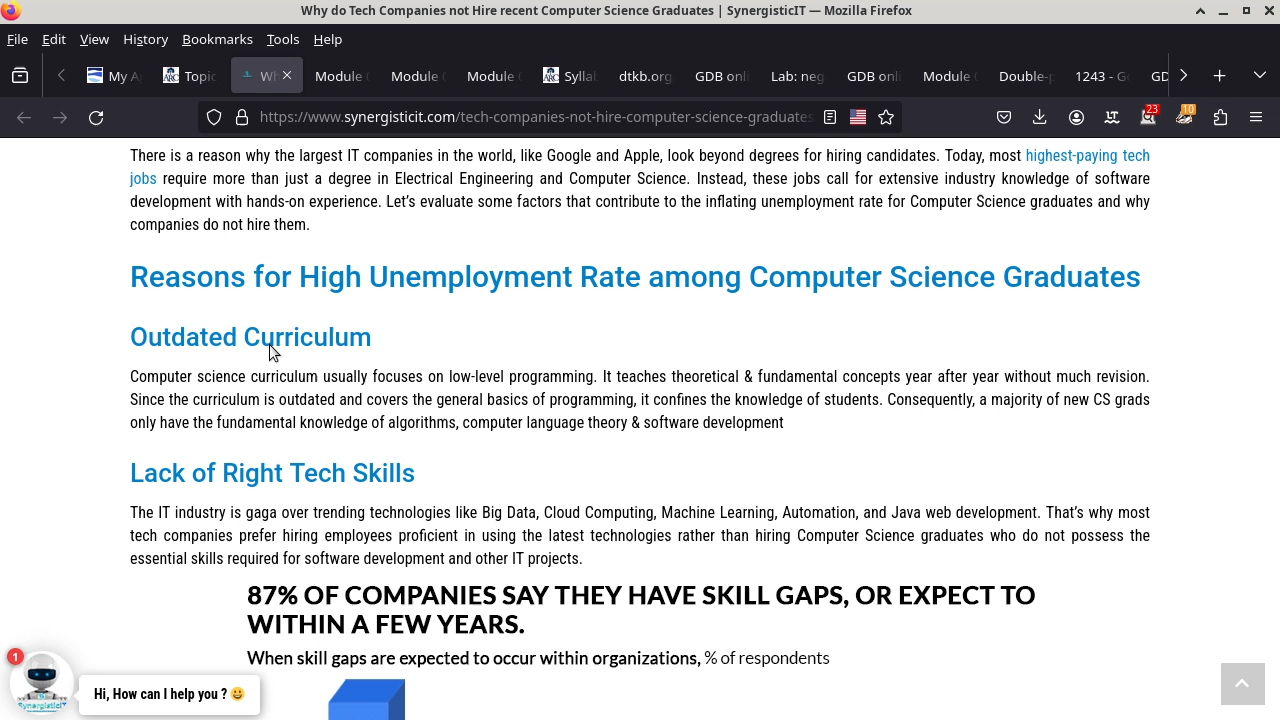 Why do Tech Companies not Hire recent Computer Science Graduates | SynergisticIT — Mozilla Firefox
File Edit View History Bookmarks Tools Help
My A Topic Wh Module Module Module Syllab dtkb.org GDB onli Lab: neg GDB onli Module Double-p 1243 - G GD
https://www.synergisticit.com/tech-companies-not-hire-computer-science-graduates
23
10
There is a reason why the largest IT companies in the world, like Google and Apple, look beyond degrees for hiring candidates. Today, most highest-paying tech
jobs require more than just a degree in Electrical Engineering and Computer Science. Instead, these jobs call for extensive industry knowledge of software
development with hands-on experience. Let’s evaluate some factors that contribute to the inflating unemployment rate for Computer Science graduates and why
companies do not hire them.
Reasons for High Unemployment Rate among Computer Science Graduates
Outdated Curriculum
Computer science curriculum usually focuses on low-level programming. It teaches theoretical & fundamental concepts year after year without much revision.
Since the curriculum is outdated and covers the general basics of programming, it confines the knowledge of students. Consequently, a majority of new CS grads
only have the fundamental knowledge of algorithms, computer language theory & software development
Lack of Right Tech Skills
The IT industry is gaga over trending technologies like Big Data, Cloud Computing, Machine Learning, Automation, and Java web development. That’s why most
tech companies prefer hiring employees proficient in using the latest technologies rather than hiring Computer Science graduates who do not possess the
essential skills required for software development and other IT projects.
87% OF COMPANIES SAY THEY HAVE SKILL GAPS, OR EXPECT TO
WITHIN A FEW YEARS.
When skill gaps are expected to occur within organizations, % of respondents
1
Hi, How can I help you ? 😀
SynergisticIT